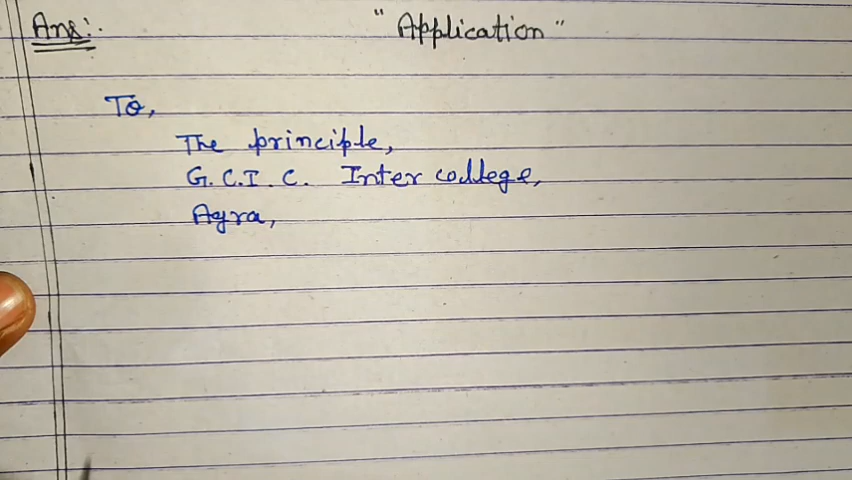 Ans:-
"Application"
To,
The principle,
G.C.I.C. Inter college,
Agra,